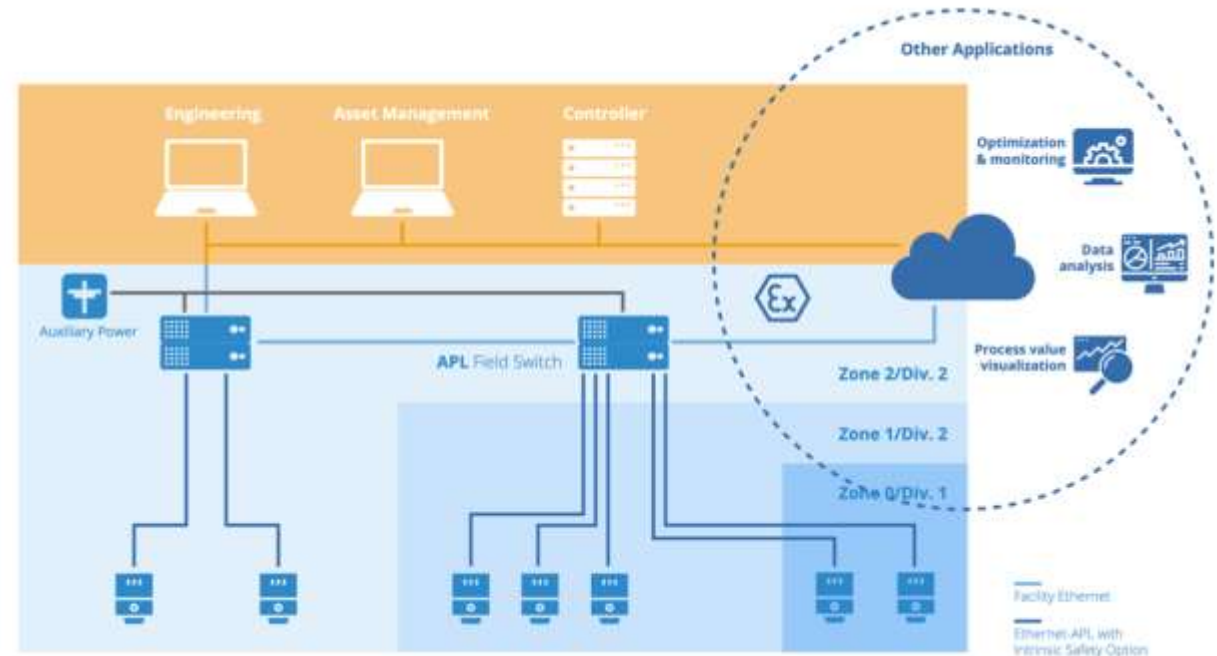 Other Applications
Engineering
Asset Management
Controller
Optimization
& monitoring
Data
analysis
Ex
Auxiliary Power
APL Field Switch
Process value
visualization
Zone 2/Div. 2
Zone 1/Div. 2
Zone 0/Div. 1
Facility Ethernet
Ethernet-APL with
Intrinsic Safety Option